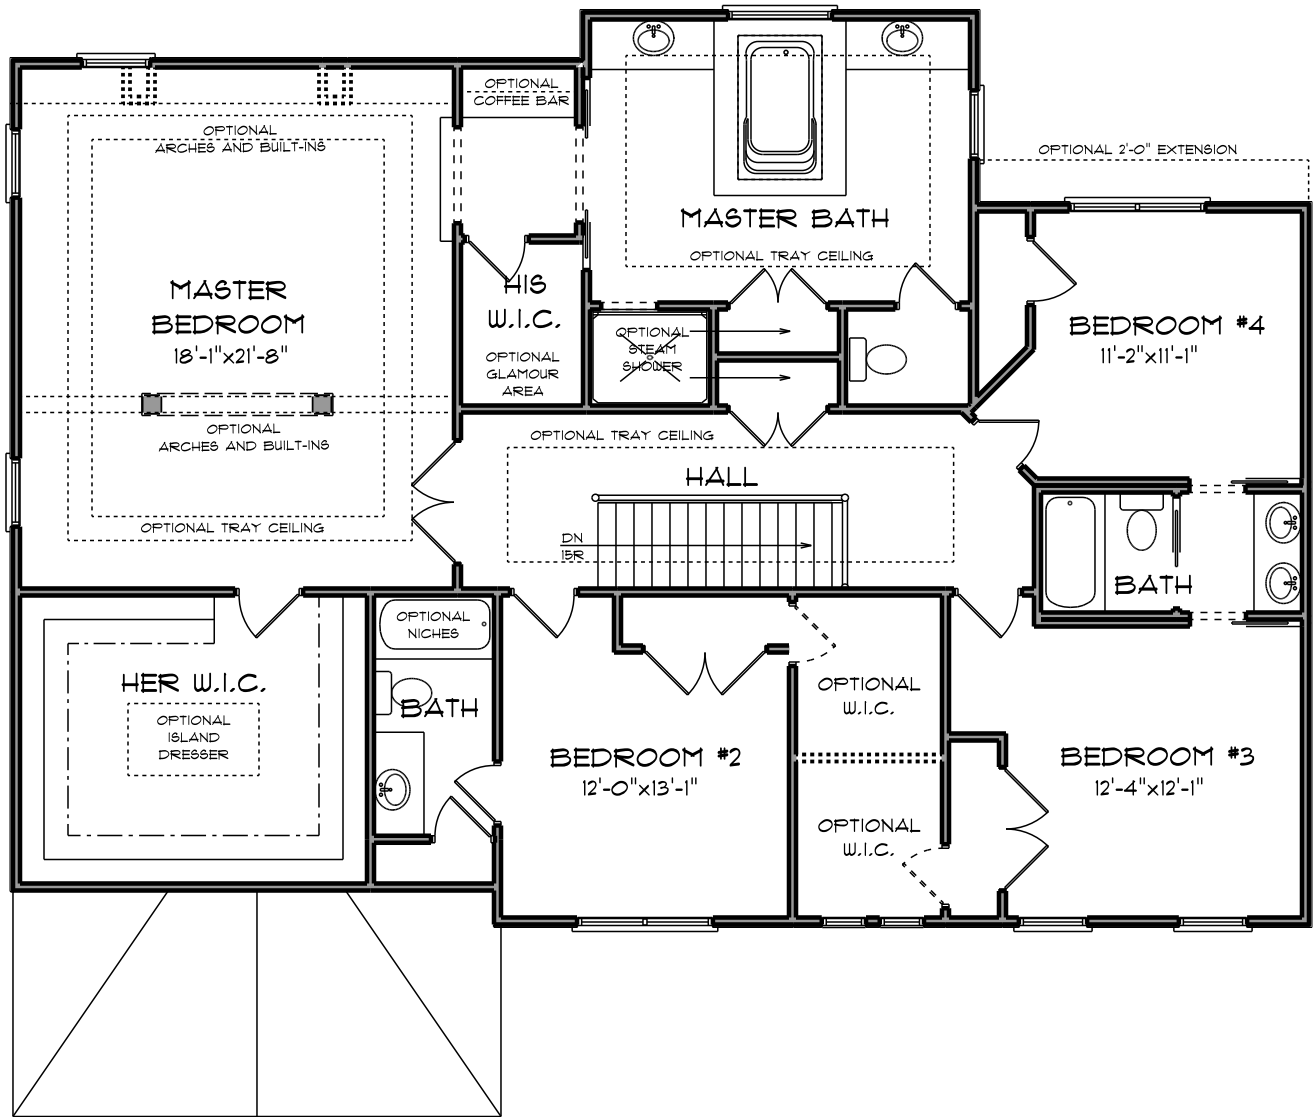 OPTIONAL
COFFEE BAR
OPTIONAL
ARCHES AND BUILT-INS
OPTIONAL 2'-0" EXTENSION
MASTER BATH
OPTIONAL TRAY CEILING
MASTER
BEDROOM
18'-1"x21'-8"
HIS
W.I.C.
OPTIONAL
GLAMOUR
AREA
OPTIONAL
STEAM
SHOWER
BEDROOM #4
11'-2"x11'-1"
OPTIONAL
ARCHES AND BUILT-INS
OPTIONAL TRAY CEILING
OPTIONAL TRAY CEILING
HALL
DN
15R
BATH
HER W.I.C.
OPTIONAL
ISLAND
DRESSER
OPTIONAL
NICHES
BATH
BEDROOM #2
12'-0"x13'-1"
OPTIONAL
W.I.C.
OPTIONAL
W.I.C.
BEDROOM #3
12'-4"x12'-1"